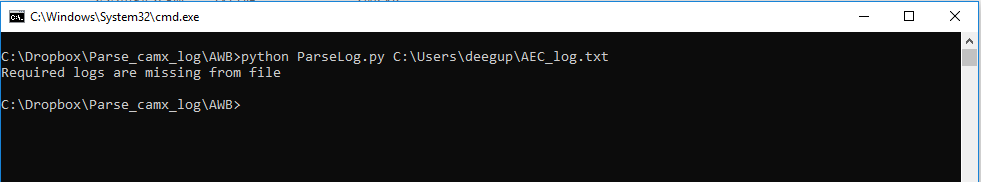 C:\Windows\System32\cmd.exe
C:\Dropbox\Parse_camx_log\AWB>python ParseLog.py C:\Users\deegup\AEC_log.txt
Required logs are missing from file
C:\Dropbox\Parse_camx_log\AWB>